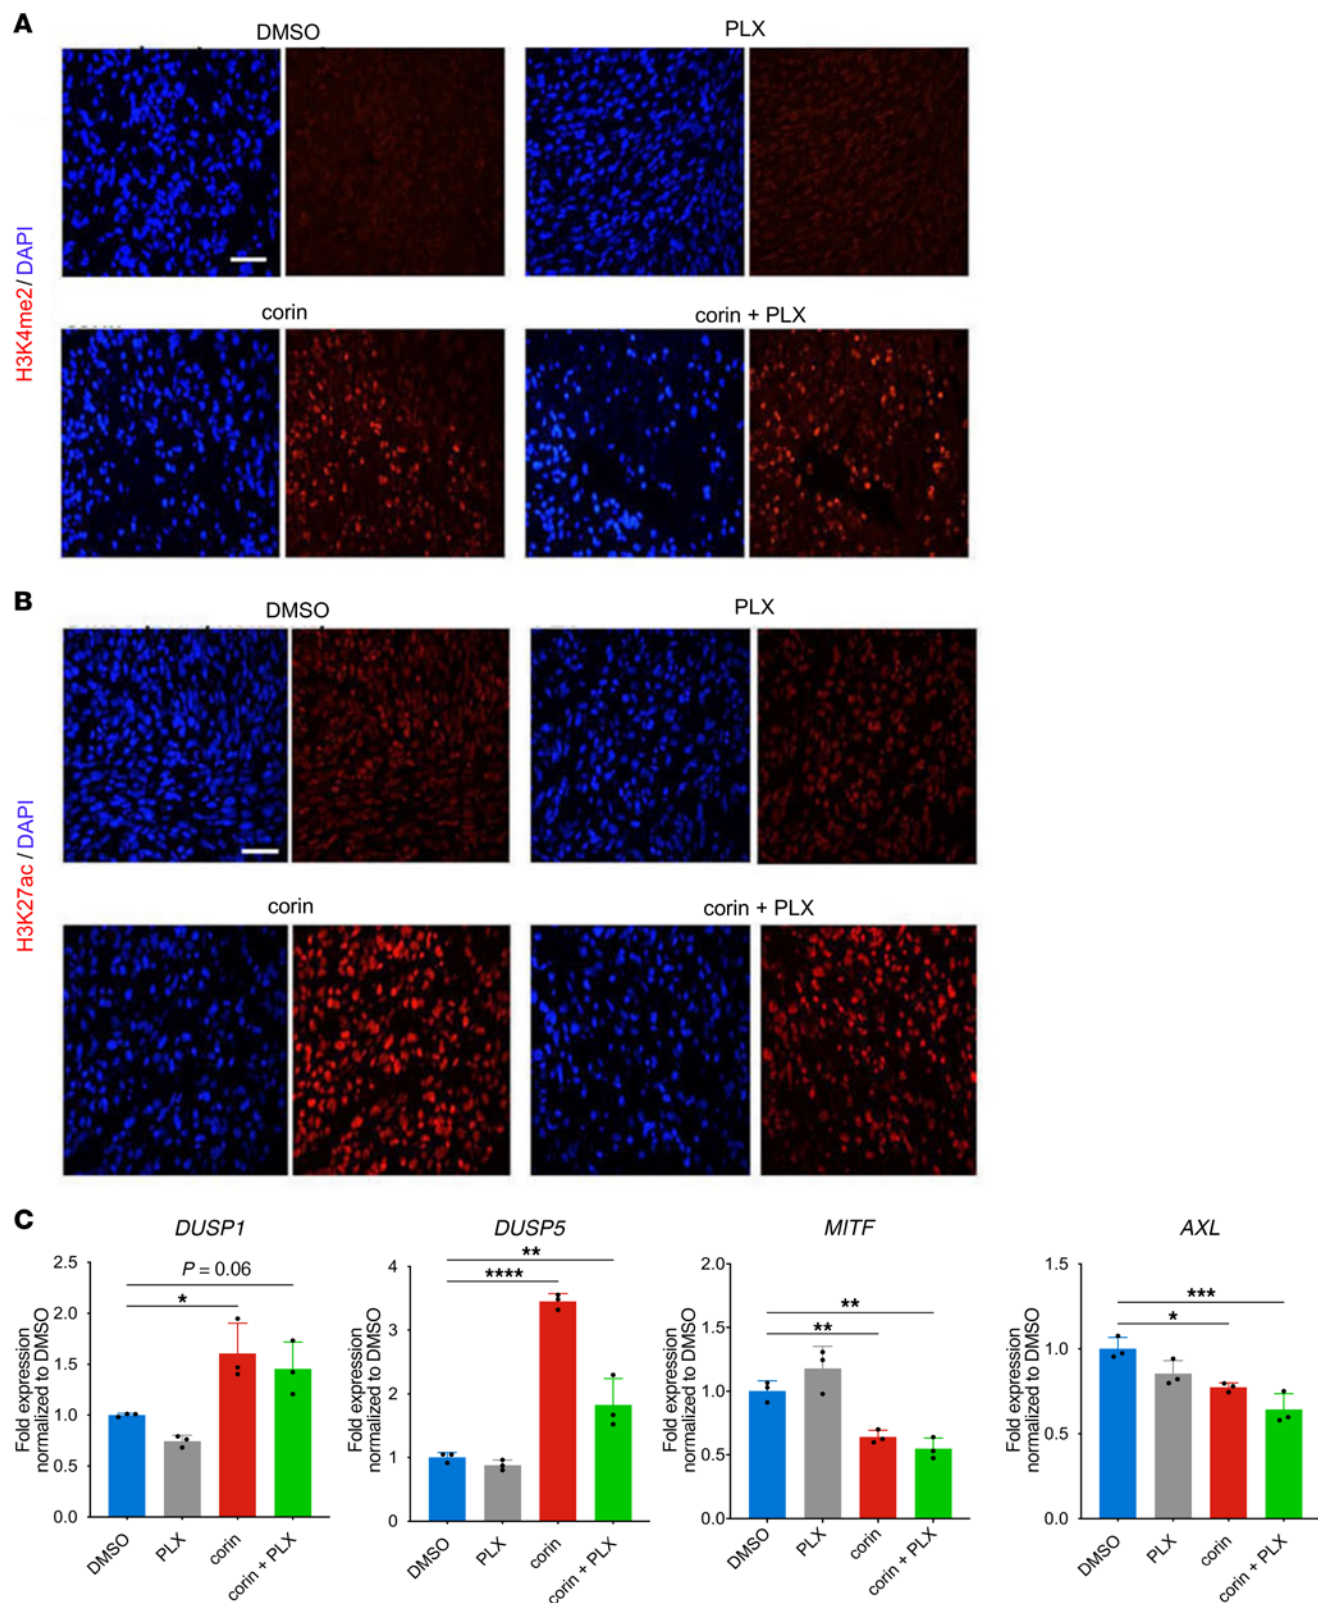 A
DMSO
PLX
H3K4me2 / DAPI
corin
corin + PLX
B
DMSO
PLX
H3K27ac / DAPI
corin
corin + PLX
C
DUSP1
Fold expression
normalized to DMSO
2.5
2.0
1.5
1.0
0.5
0.0
P = 0.06
*
DMSO
PLX
corin
corin + PLX
DUSP5
Fold expression
normalized to DMSO
4
3
2
1
0
**
****
DMSO
PLX
corin
corin + PLX
MITF
Fold expression
normalized to DMSO
2.0
1.5
1.0
0.5
0.0
**
**
DMSO
PLX
corin
corin + PLX
AXL
Fold expression
normalized to DMSO
1.5
1.0
0.5
0.0
***
*
DMSO
PLX
corin
corin + PLX